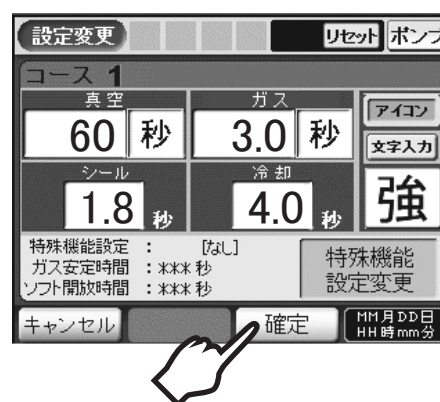 設定変更 リセット ポンプ
コース 1
真空 ガス アイコン
60 秒 3.0 秒 文字入力
シール 冷却
1.8 秒 4.0 秒 強
特殊機能設定 : [なし]
ガス安定時間 : *** 秒
ソフト開放時間 : *** 秒
特殊機能
設定変更
キャンセル 確定 MM月DD日
HH時mm分